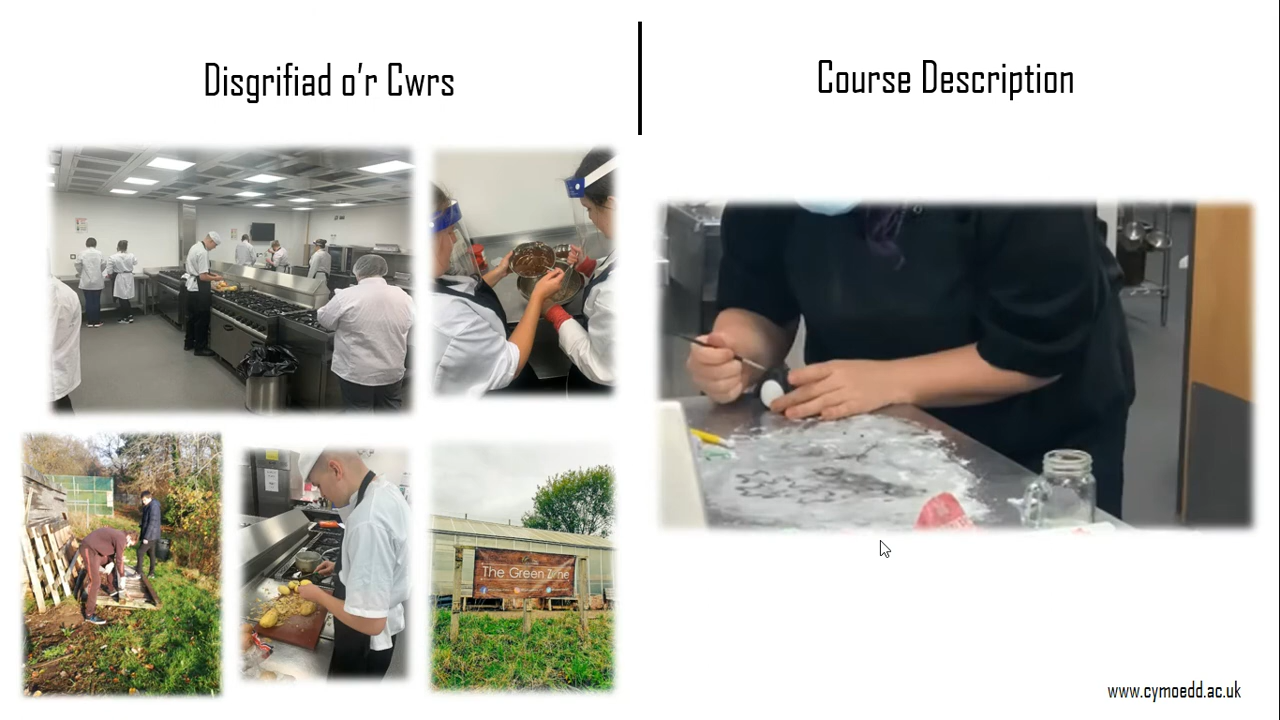 Disgrifiad o'r Cwrs
Course Description
The Green Zone
www.cymoedd.ac.uk